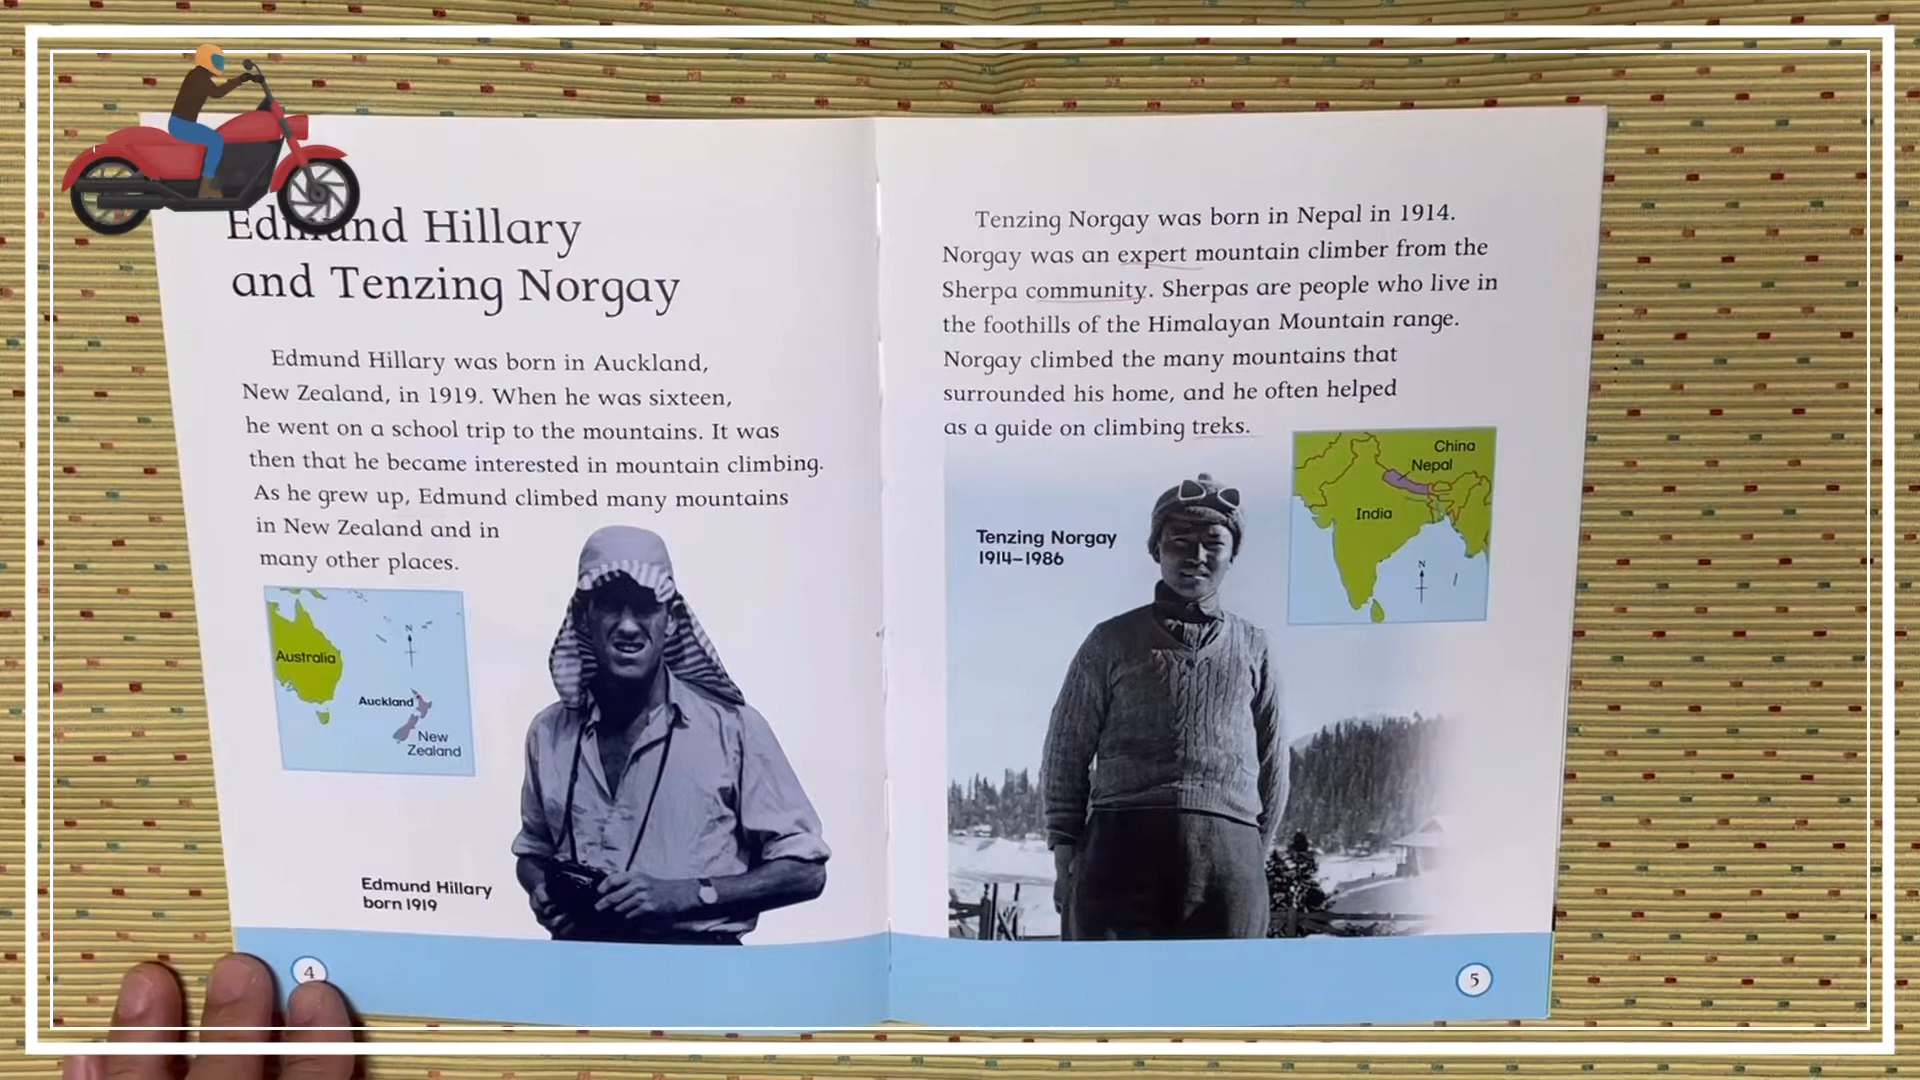 Edmund Hillary
and Tenzing Norgay
Edmund Hillary was born in Auckland,
New Zealand, in 1919. When he was sixteen,
he went on a school trip to the mountains. It was
then that he became interested in mountain climbing.
As he grew up, Edmund climbed many mountains
in New Zealand and in
many other places.
Australia
N
Auckland
New
Zealand
Edmund Hillary
born 1919
4
Tenzing Norgay was born in Nepal in 1914.
Norgay was an expert mountain climber from the
Sherpa community. Sherpas are people who live in
the foothills of the Himalayan Mountain range.
Norgay climbed the many mountains that
surrounded his home, and he often helped
as a guide on climbing treks.
Tenzing Norgay
1914–1986
China
Nepal
India
N
5